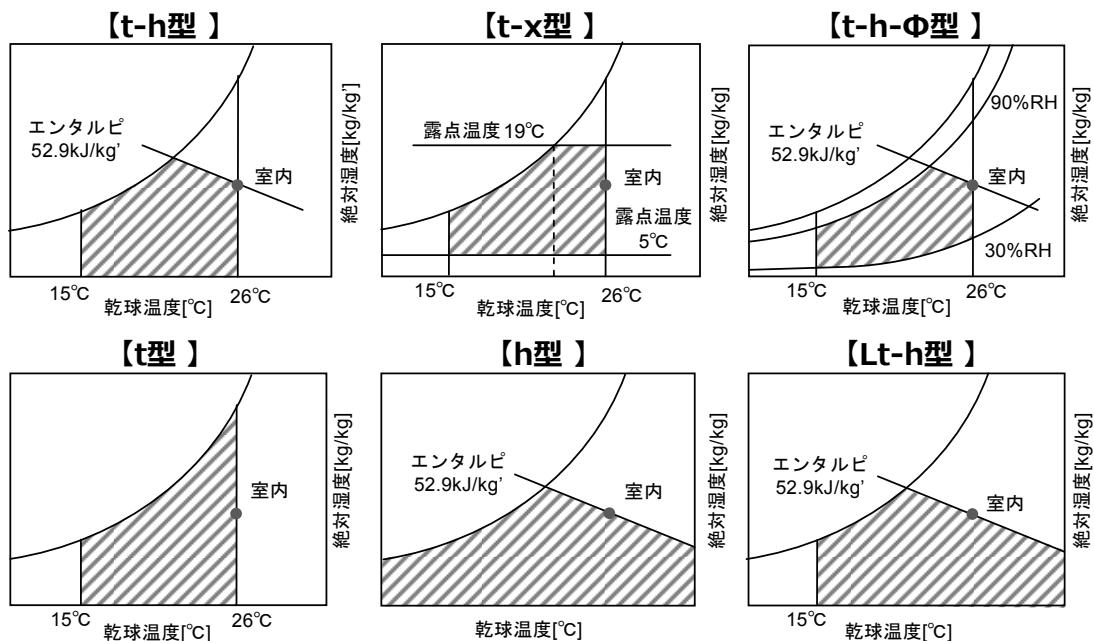 【t-h型 】
エンタルピ
52.9kJ/kg’
室内
15℃
26℃
乾球温度[℃]
絶対湿度[kg/kg’]
【t-x型 】
露点温度 19℃
室内
露点温度
5℃
15℃
26℃
乾球温度[℃]
絶対湿度[kg/kg]
【t-h-Φ型】
90%RH
エンタルピ
52.9kJ/kg’
室内
30%RH
15℃
26℃
乾球温度[℃]
絶対湿度[kg/kg]
【t型 】
室内
15℃
26℃
乾球温度[℃]
絶対湿度[kg/kg]
【h型 】
エンタルピ
52.9kJ/kg’
室内
乾球温度[℃]
絶対湿度[kg/kg]
【Lt-h型 】
エンタルピ
52.9kJ/kg’
室内
15℃
乾球温度[℃]
絶対湿度[kg/kg]